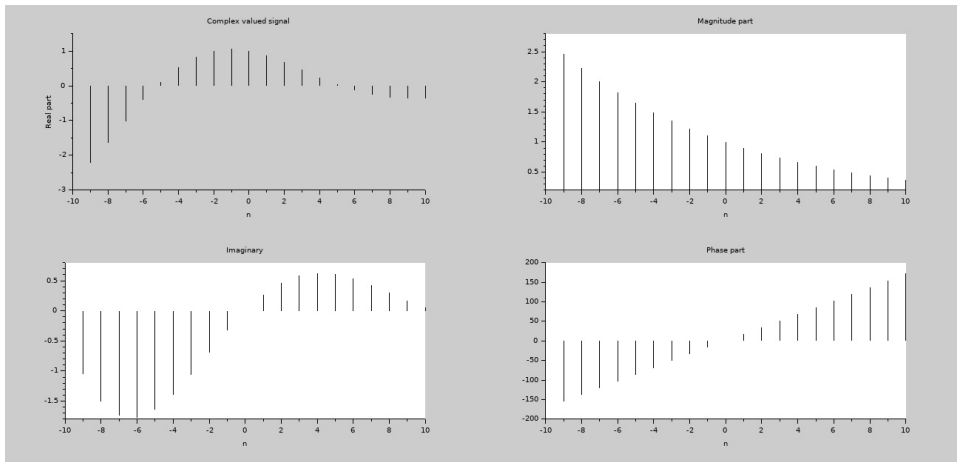 Complex valued signal
Real part
1
0
-1
-2
-3
-10 -8 -6 -4 -2 0 2 4 6 8 10
n
Magnitude part
2.5
2
1.5
1
0.5
-10 -8 -6 -4 -2 0 2 4 6 8 10
n
Imaginary
0.5
0
-0.5
-1
-1.5
-10 -8 -6 -4 -2 0 2 4 6 8 10
n
Phase part
200
150
100
50
0
-50
-100
-150
-200
-10 -8 -6 -4 -2 0 2 4 6 8 10
n